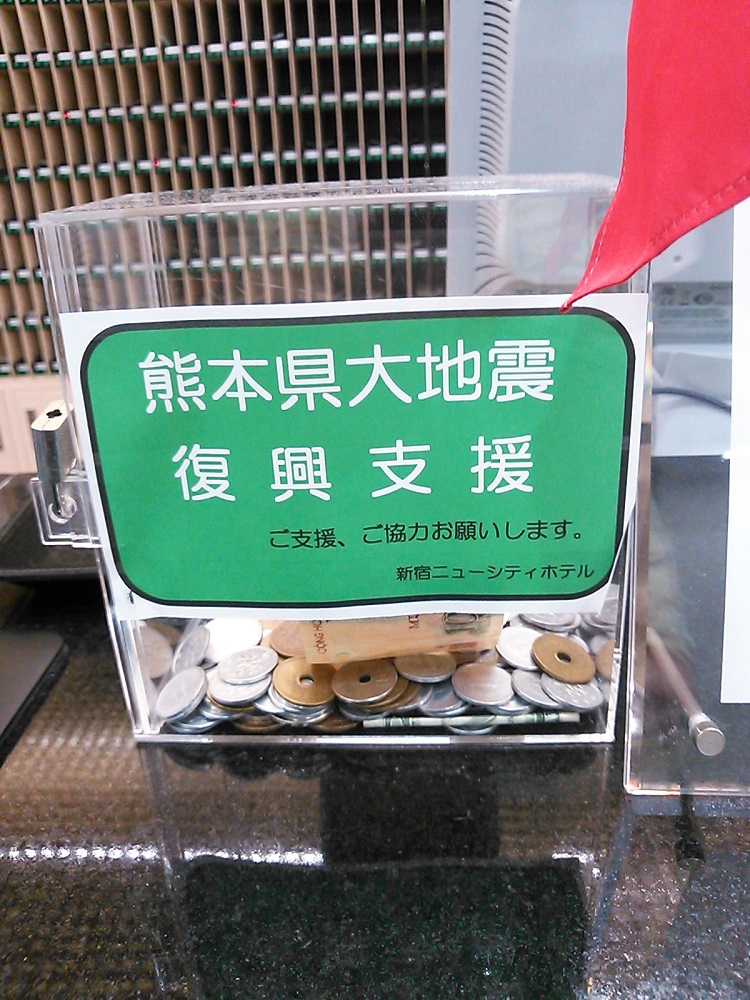 熊本県大地震
復興支援
ご支援、ご協力お願いします。
新宿ニューシティホテル